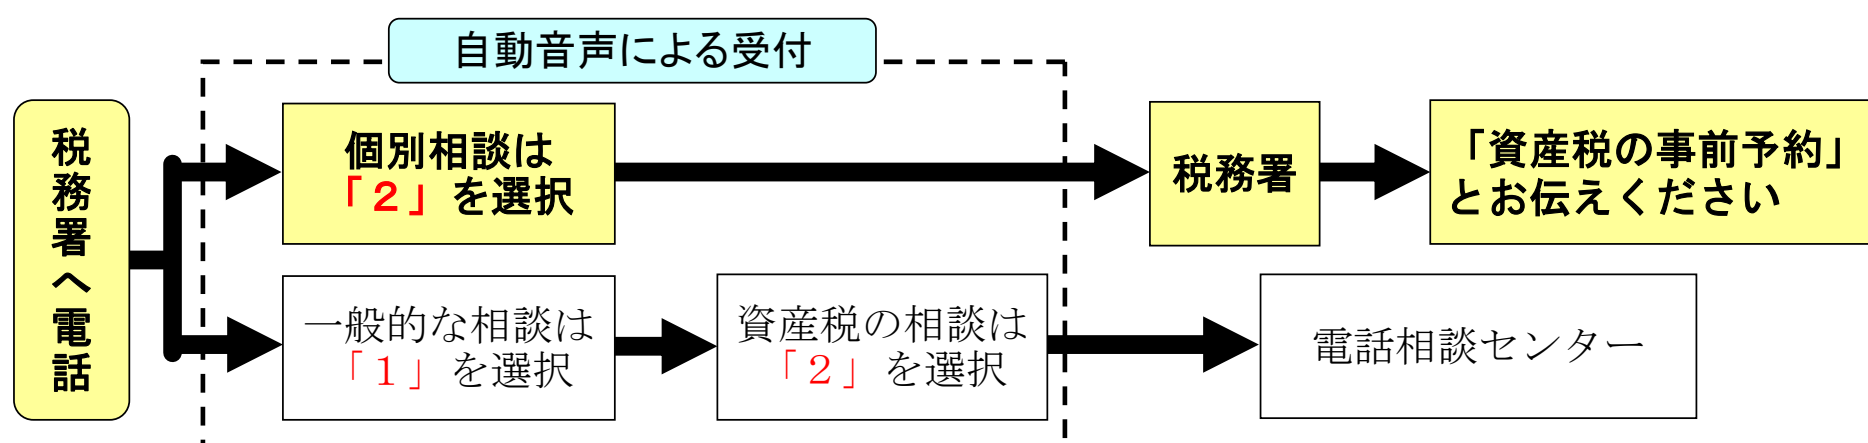 自動音声による受付
税務署へ電話
個別相談は
「２」を選択
税務署
「資産税の事前予約」
とお伝えください
一般的な相談は
「１」を選択
資産税の相談は
「２」を選択
電話相談センター